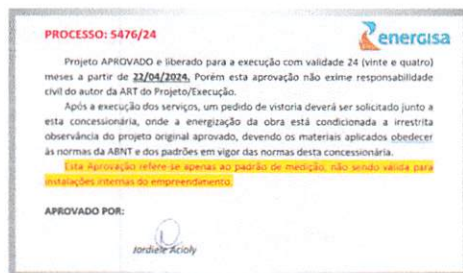 PROCESSO: 5476/24
energisa
Projeto APROVADO e liberado para a execução com validade 24 (vinte e quatro)
meses a partir de 22/04/2024. Porém esta aprovação não exime responsabilidade
civil do autor da ART do Projeto/Execução.
Após a execução dos serviços, um pedido de vistoria deverá ser solicitado junto a
esta concessionária, onde a energização da obra está condicionada a irrestrita
observância do projeto original aprovado, devendo os materiais aplicados obedecer
às normas da ABNT e dos padrões em vigor das normas desta concessionária.
Esta Aprovação refere-se apenas ao padrão de medição, não sendo válida para
instalações internas do empreendimento.
APROVADO POR:
Jordiele Acioly